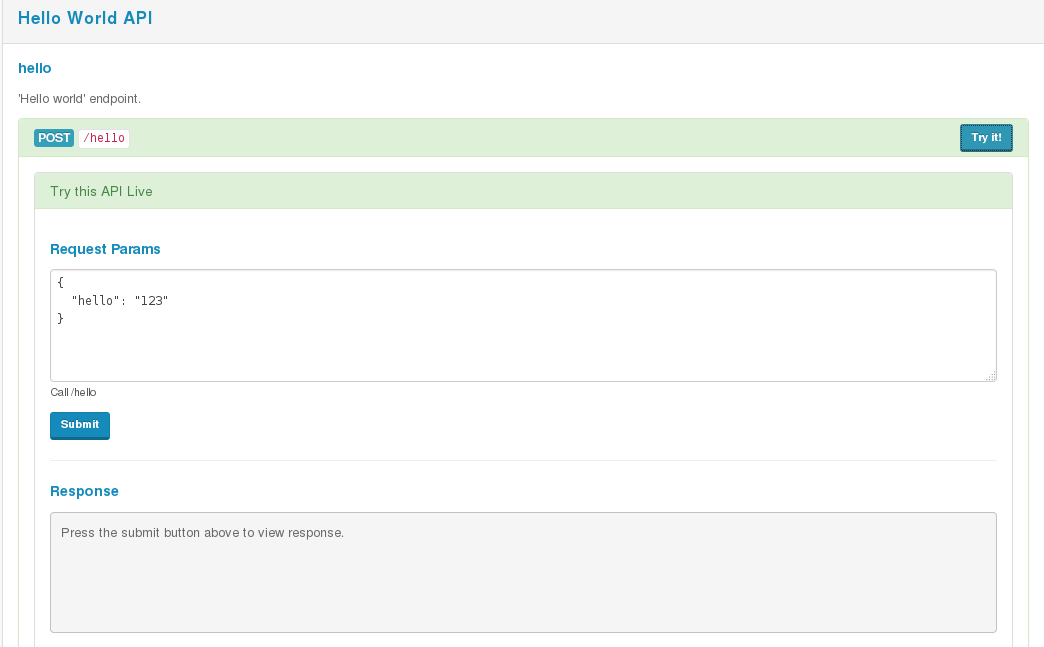 Hello World API
hello
'Hello world' endpoint.
POST /hello Try it!
Try this API Live
Request Params
{
  "hello": "123"
}
Call /hello
Submit
Response
Press the submit button above to view response.